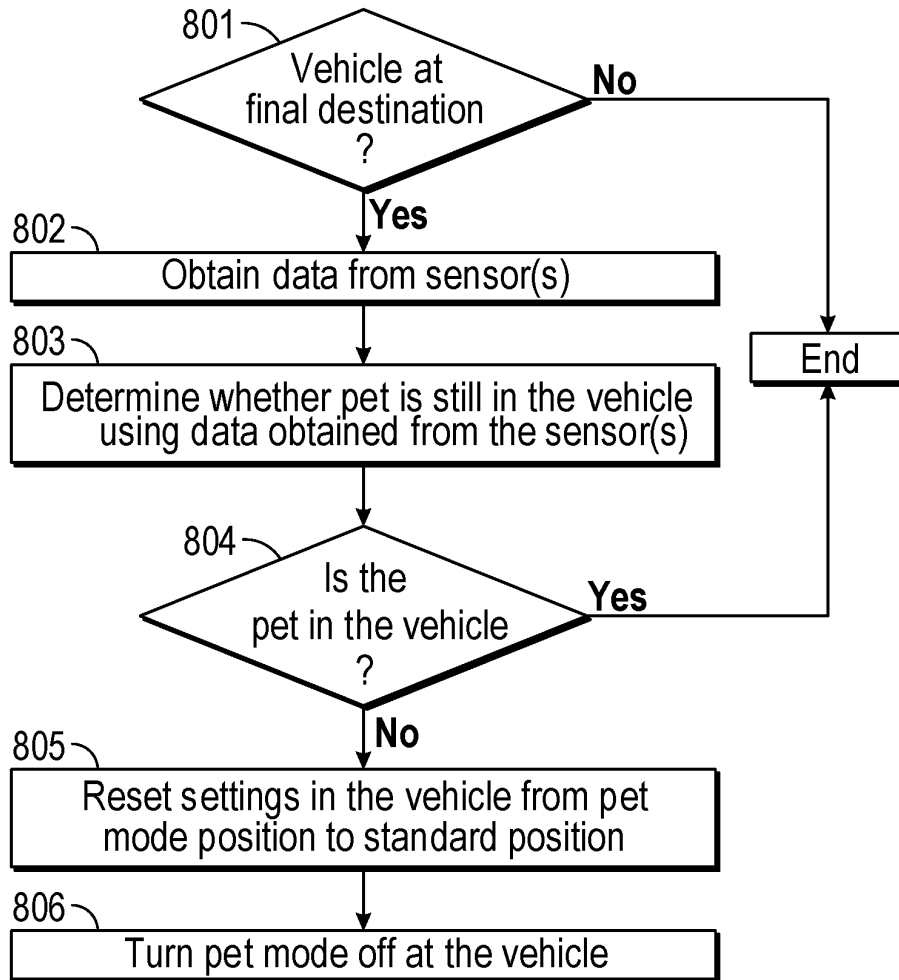 801
Vehicle at
final destination
?
No
Yes
802
Obtain data from sensor(s)
803
Determine whether pet is still in the vehicle
using data obtained from the sensor(s)
End
804
Is the
pet in the vehicle
?
Yes
No
805
Reset settings in the vehicle from pet
mode position to standard position
806
Turn pet mode off at the vehicle